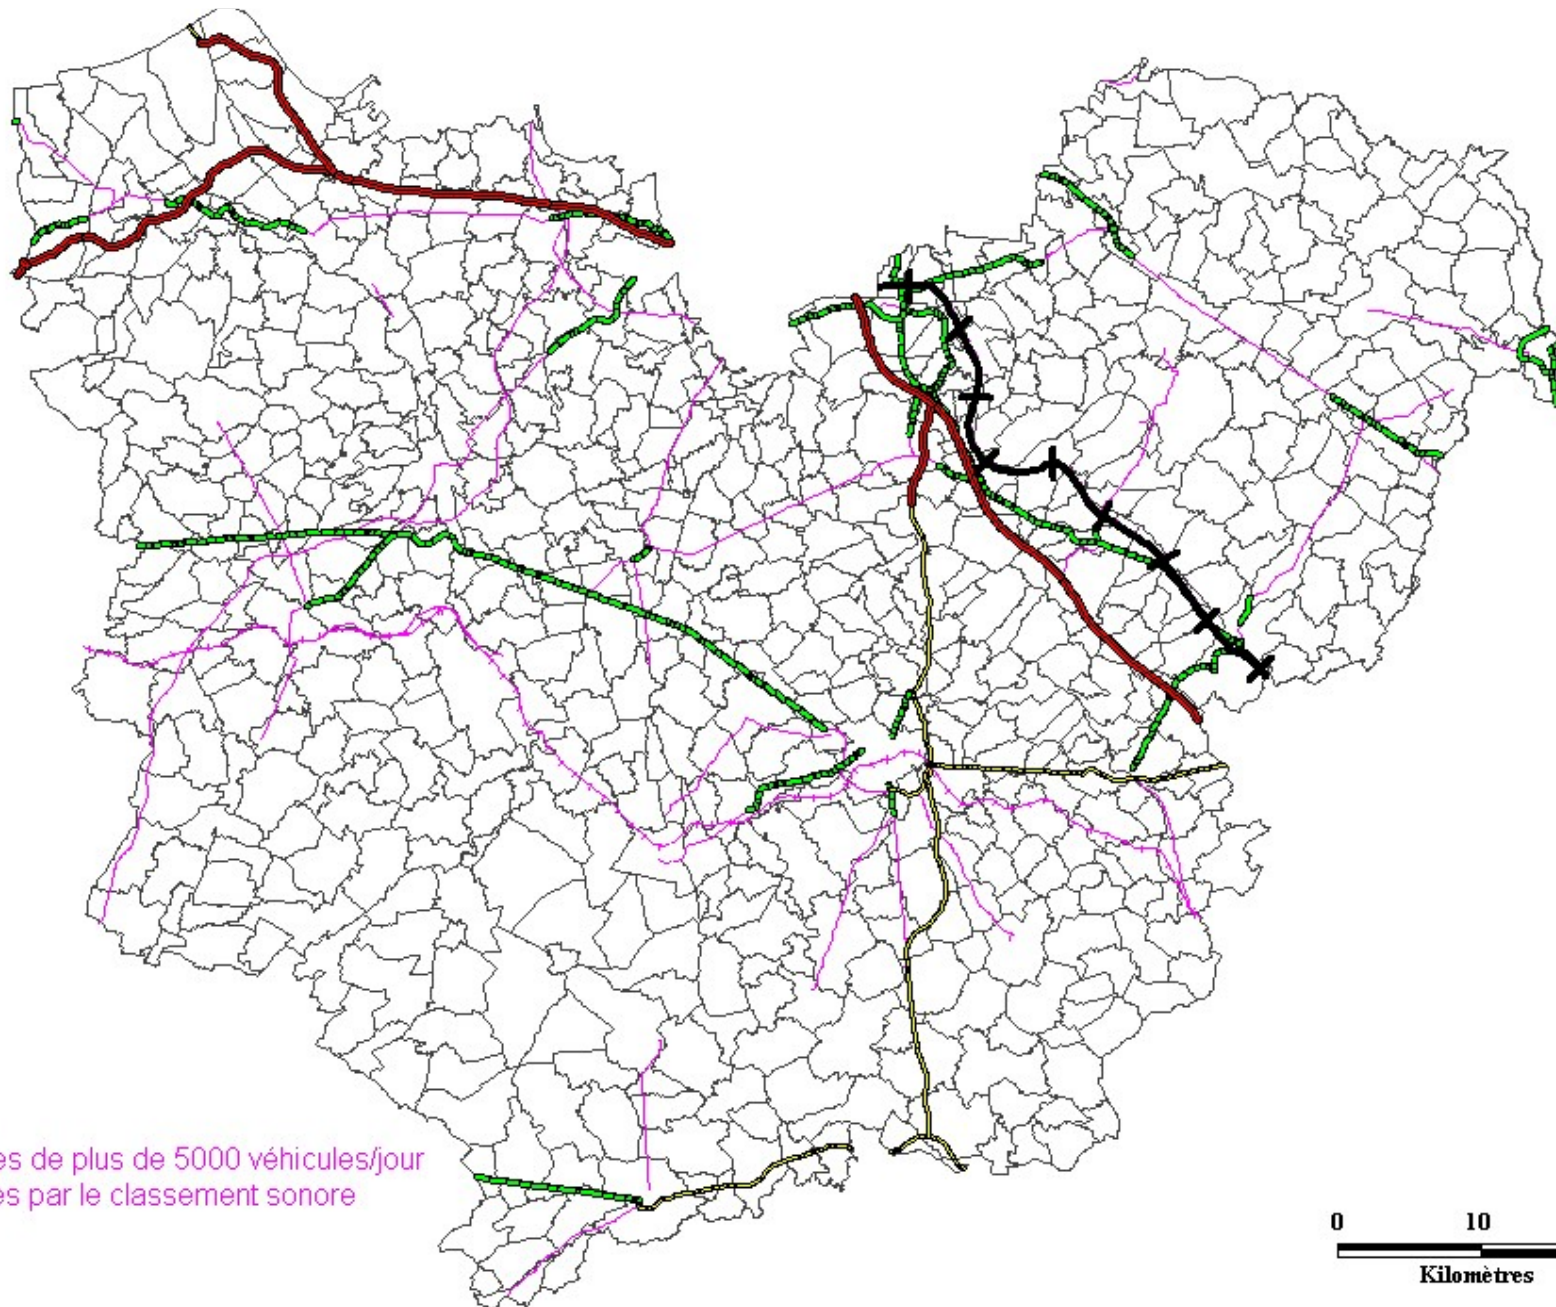 es de plus de 5000 véhicules/jour
es par le classement sonore
0 10
Kilomètres